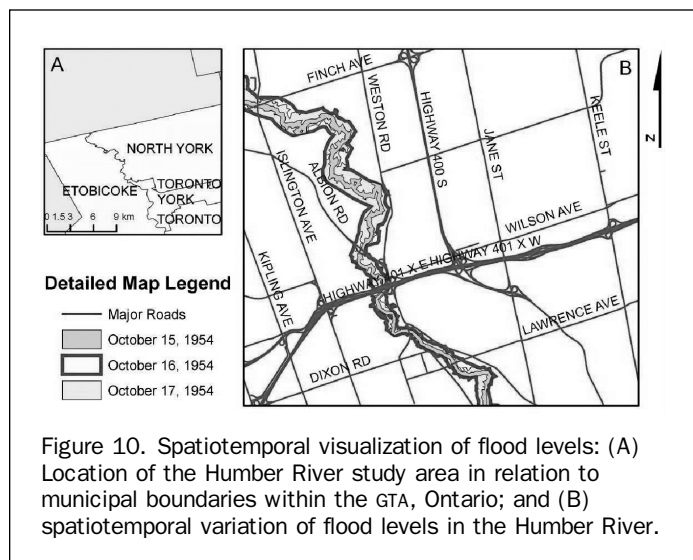 A
NORTH YORK
ETOBICOKE
TORONTO
YORK
TORONTO
0 1.5 3 6 9 km
Detailed Map Legend
Major Roads
October 15, 1954
October 16, 1954
October 17, 1954
B
FINCH AVE
WESTON RD
HIGHWAY 400 S
JANE ST
KEELE ST
ISLINGTON AVE
ALBION RD
KIPLING AVE
WILSON AVE
HIGHWAY 401 X E HIGHWAY 401 X W
LAWRENCE AVE
DIXON RD
N
Figure 10. Spatiotemporal visualization of flood levels: (A)
Location of the Humber River study area in relation to
municipal boundaries within the GTA, Ontario; and (B)
spatiotemporal variation of flood levels in the Humber River.